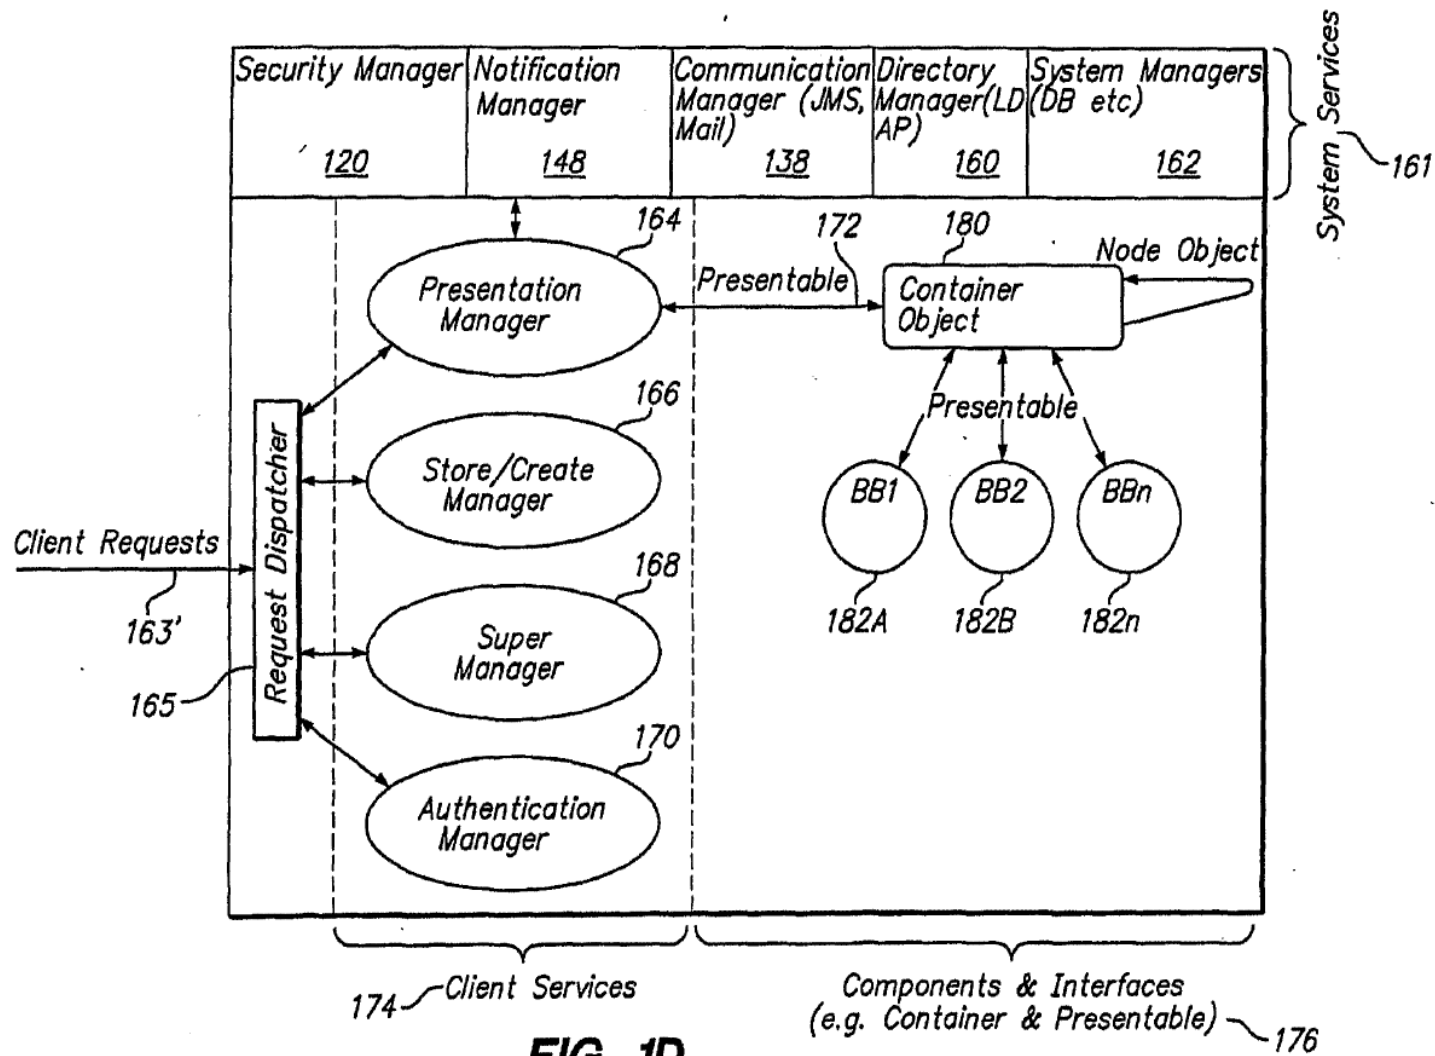 Security Manager
120
Notification
Manager
148
Communication
Manager (JMS,
Mail)
138
Directory
Manager(LD
AP)
160
System Managers
(DB etc)
162
System Services
161
164
Presentation
Manager
Presentable
172
180
Container
Object
Node Object
Presentable
BB1
BB2
BBn
182A
182B
182n
166
Store/Create
Manager
Client Requests
163'
Request Dispatcher
165
168
Super
Manager
170
Authentication
Manager
174
Client Services
Components & Interfaces
(e.g. Container & Presentable)
176
FIG. 1D